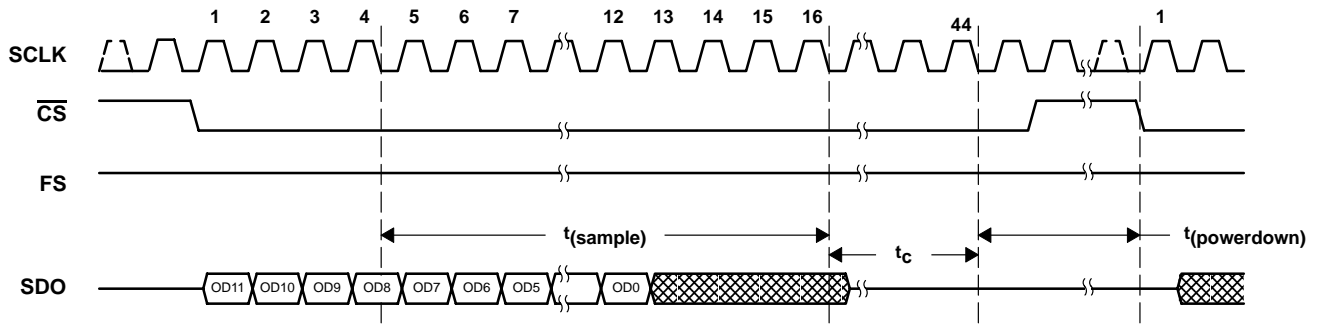 1 2 3 4 5 6 7 12 13 14 15 16 44 1
SCLK
CS
FS
t(sample)
tC
t(powerdown)
SDO
OD11 OD10 OD9 OD8 OD7 OD6 OD5 OD0